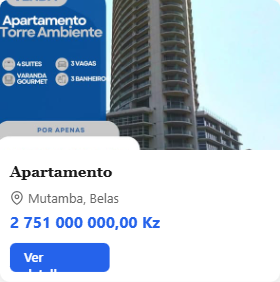 Apartamento
Torre Ambiente
4 SUITES
3 VAGAS
VARANDA
GOURMET
3 BANHEIRO
POR APENAS
Apartamento
Mutamba, Belas
2 751 000 000,00 Kz
Ver